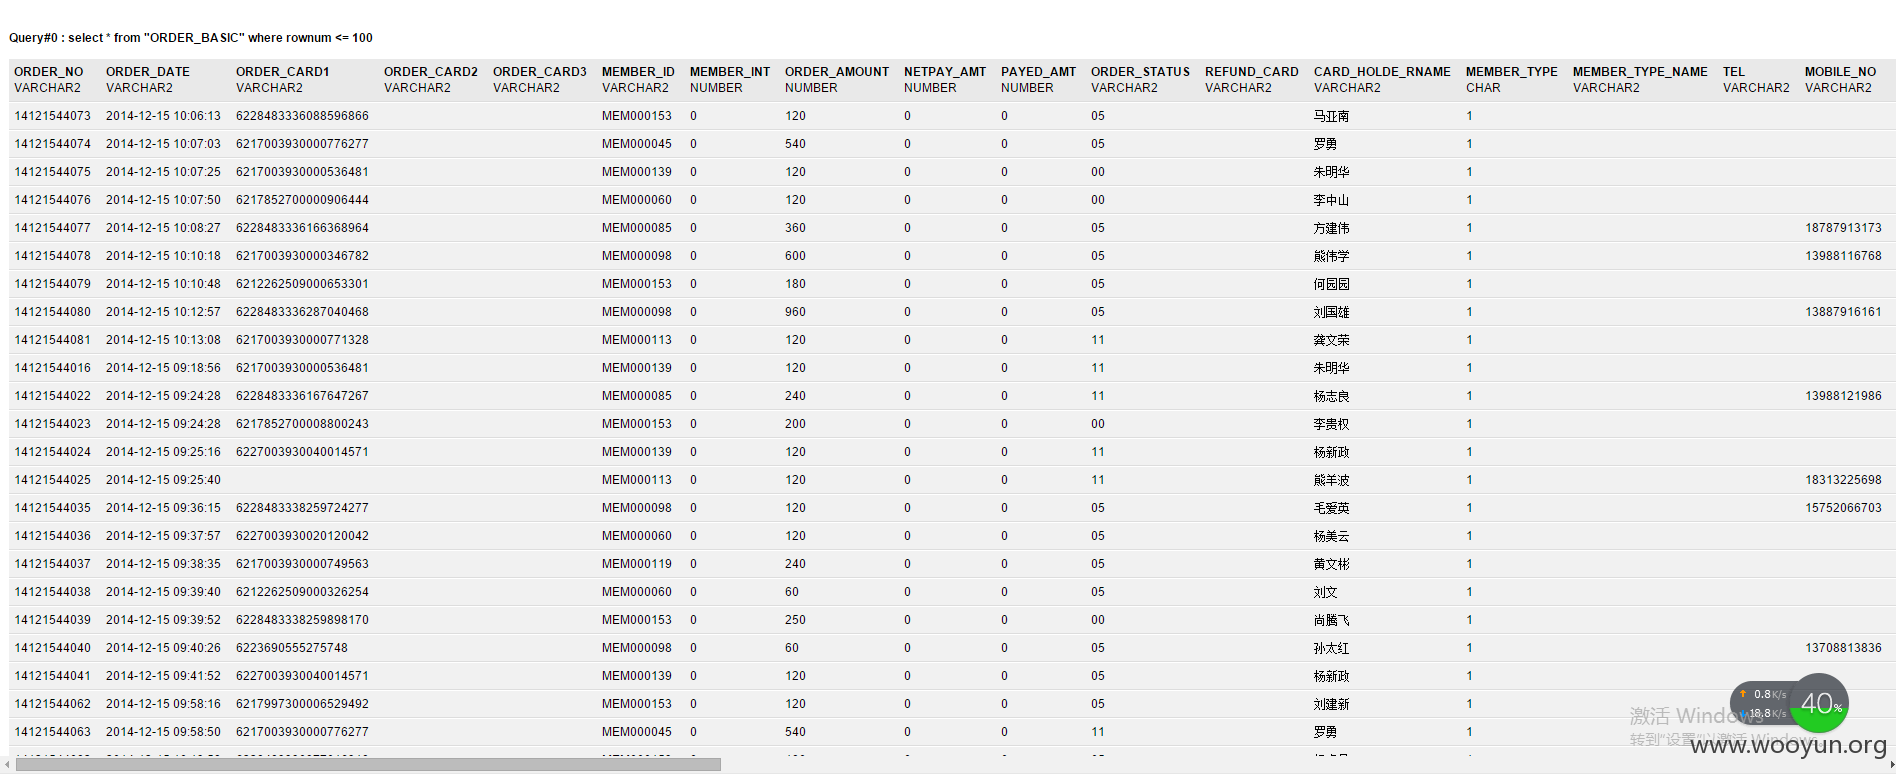 Query#0 : select * from "ORDER_BASIC" where rownum <= 100
ORDER_NO ORDER_DATE ORDER_CARD1 ORDER_CARD2 ORDER_CARD3 MEMBER_ID MEMBER_INT ORDER_AMOUNT NETPAY_AMT PAYED_AMT ORDER_STATUS REFUND_CARD CARD_HOLDE_RNAME MEMBER_TYPE MEMBER_TYPE_NAME TEL MOBILE_NO
VARCHAR2 VARCHAR2 VARCHAR2 VARCHAR2 VARCHAR2 VARCHAR2 NUMBER NUMBER NUMBER NUMBER VARCHAR2 VARCHAR2 VARCHAR2 CHAR VARCHAR2 VARCHAR2 VARCHAR2
14121544073 2014-12-15 10:06:13 6228483336088596866 MEM000153 0 120 0 0 05 马亚南 1
14121544074 2014-12-15 10:07:03 6217003930000776277 MEM000045 0 540 0 0 05 罗勇 1
14121544075 2014-12-15 10:07:25 6217003930000536481 MEM000139 0 120 0 0 00 朱明华 1
14121544076 2014-12-15 10:07:50 6217852700000906444 MEM000060 0 120 0 0 00 李中山 1
14121544077 2014-12-15 10:08:27 6228483336166368964 MEM000085 0 360 0 0 05 方建伟 1 18787913173
14121544078 2014-12-15 10:10:18 6217003930000346782 MEM000098 0 600 0 0 05 熊伟学 1 13988116768
14121544079 2014-12-15 10:10:48 6212262509000653301 MEM000153 0 180 0 0 05 何园园 1
14121544080 2014-12-15 10:12:57 6228483336287040468 MEM000098 0 960 0 0 05 刘国雄 1 13887916161
14121544081 2014-12-15 10:13:08 6217003930000771328 MEM000113 0 120 0 0 11 龚文荣 1
14121544016 2014-12-15 09:18:56 6217003930000536481 MEM000139 0 120 0 0 11 朱明华 1
14121544022 2014-12-15 09:24:28 6228483336167647267 MEM000085 0 240 0 0 11 杨志良 1 13988121986
14121544023 2014-12-15 09:24:28 6217852700008800243 MEM000153 0 200 0 0 00 李贵权 1
14121544024 2014-12-15 09:25:16 6227003930040014571 MEM000139 0 120 0 0 11 杨新政 1
14121544025 2014-12-15 09:25:40 MEM000113 0 120 0 0 11 熊羊波 1 18313225698
14121544035 2014-12-15 09:36:15 6228483338259724277 MEM000098 0 120 0 0 05 毛爱英 1 15752066703
14121544036 2014-12-15 09:37:57 6227003930020120042 MEM000060 0 120 0 0 05 杨美云 1
14121544037 2014-12-15 09:38:35 6217003930000749563 MEM000119 0 240 0 0 05 黄文彬 1
14121544038 2014-12-15 09:39:40 6212262509000326254 MEM000060 0 60 0 0 05 刘文 1
14121544039 2014-12-15 09:39:52 6228483338259898170 MEM000153 0 250 0 0 00 尚腾飞 1
14121544040 2014-12-15 09:40:26 6223690555275748 MEM000098 0 60 0 0 05 孙太红 1 13708813836
14121544041 2014-12-15 09:41:52 6227003930040014571 MEM000139 0 120 0 0 05 杨新政 1
14121544062 2014-12-15 09:58:16 6217997300006529492 MEM000153 0 120 0 0 05 刘建新 1
14121544063 2014-12-15 09:58:50 6217003930000776277 MEM000045 0 540 0 0 11 罗勇 1
0.8K/s
18.8K/s
40%
激活 Windows
转到"设置"以激活 Windows。
www.wooyun.org